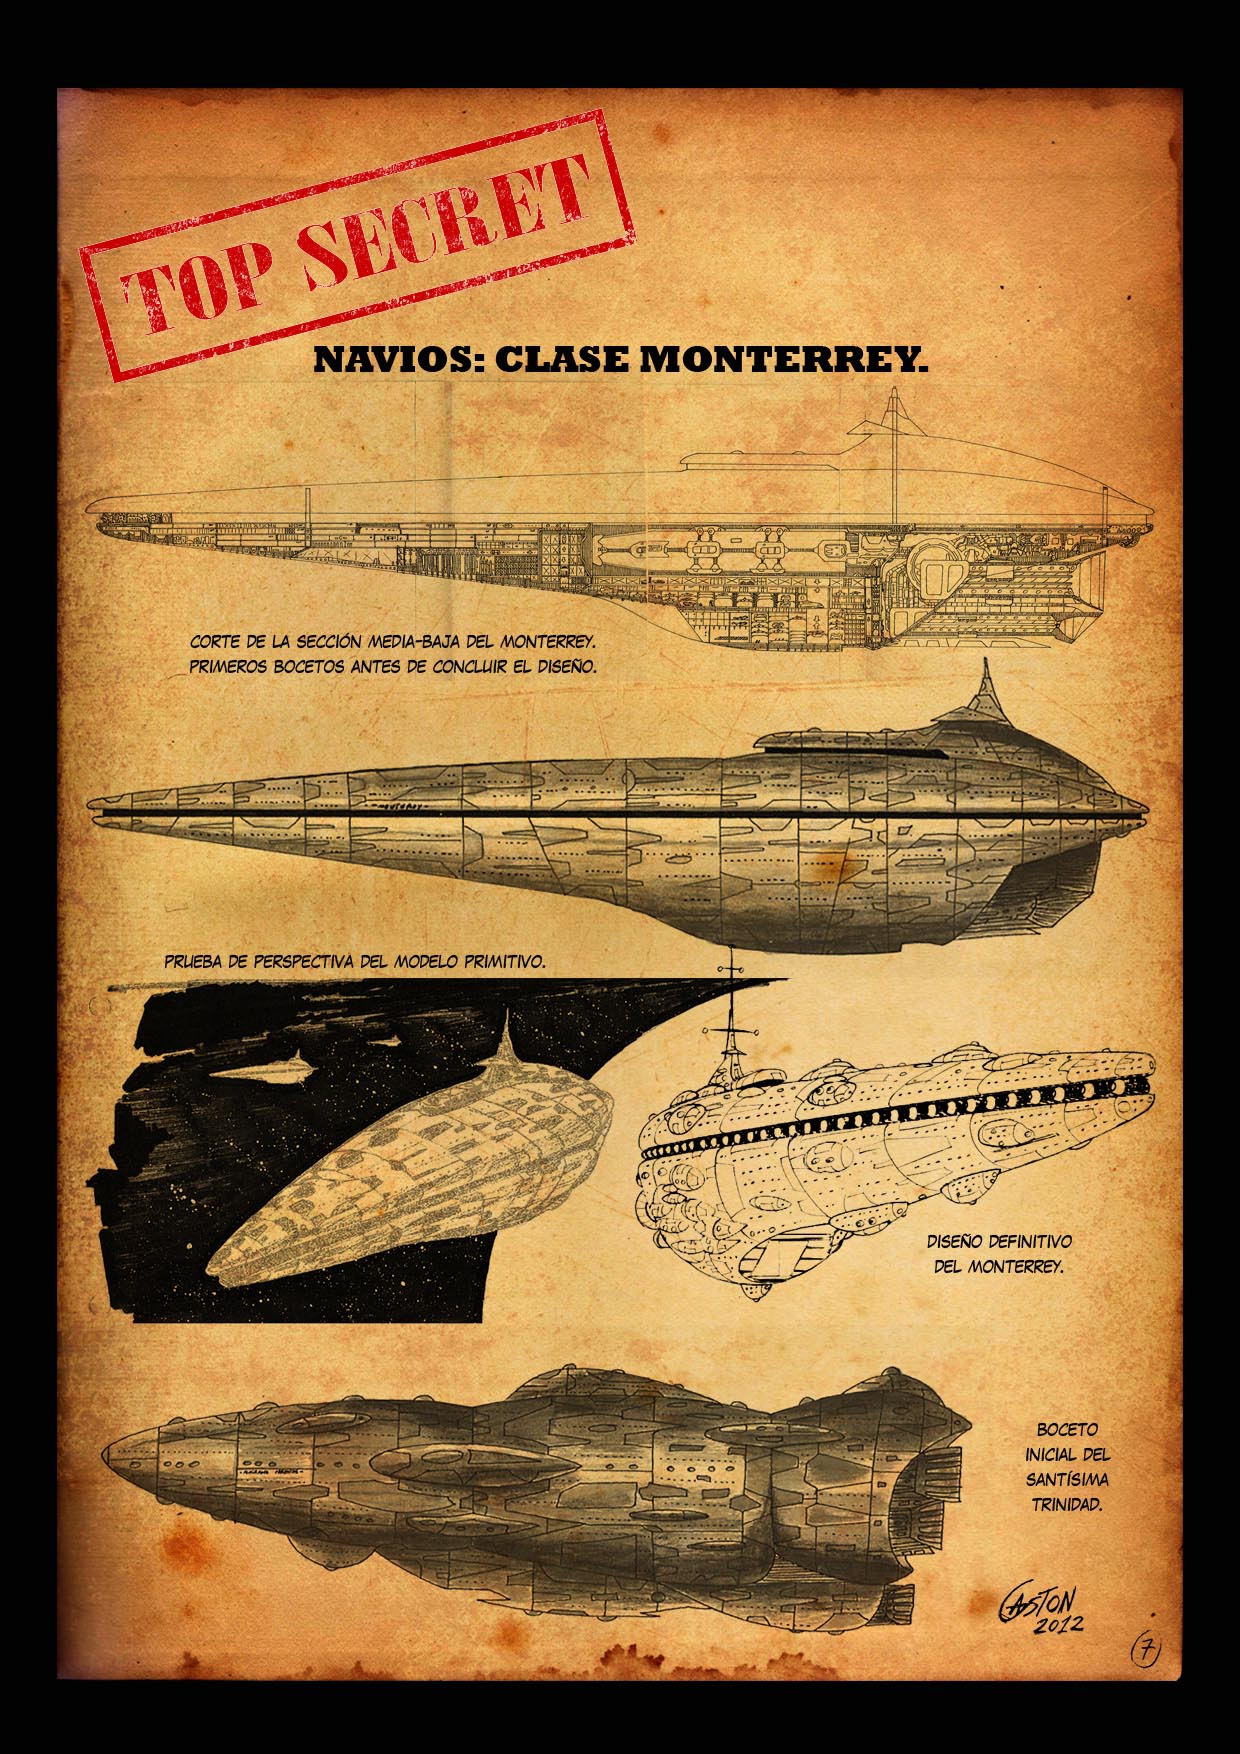 TOP SECRET
NAVIOS: CLASE MONTERREY.
CORTE DE LA SECCIÓN MEDIA-BAJA DEL MONTERREY.
PRIMEROS BOCETOS ANTES DE CONCLUIR EL DISEÑO.
PRUEBA DE PERSPECTIVA DEL MODELO PRIMITIVO.
DISEÑO DEFINITIVO
DEL MONTERREY.
BOCETO
INICIAL DEL
SANTÍSIMA
TRINIDAD.
GASTON
2012
7